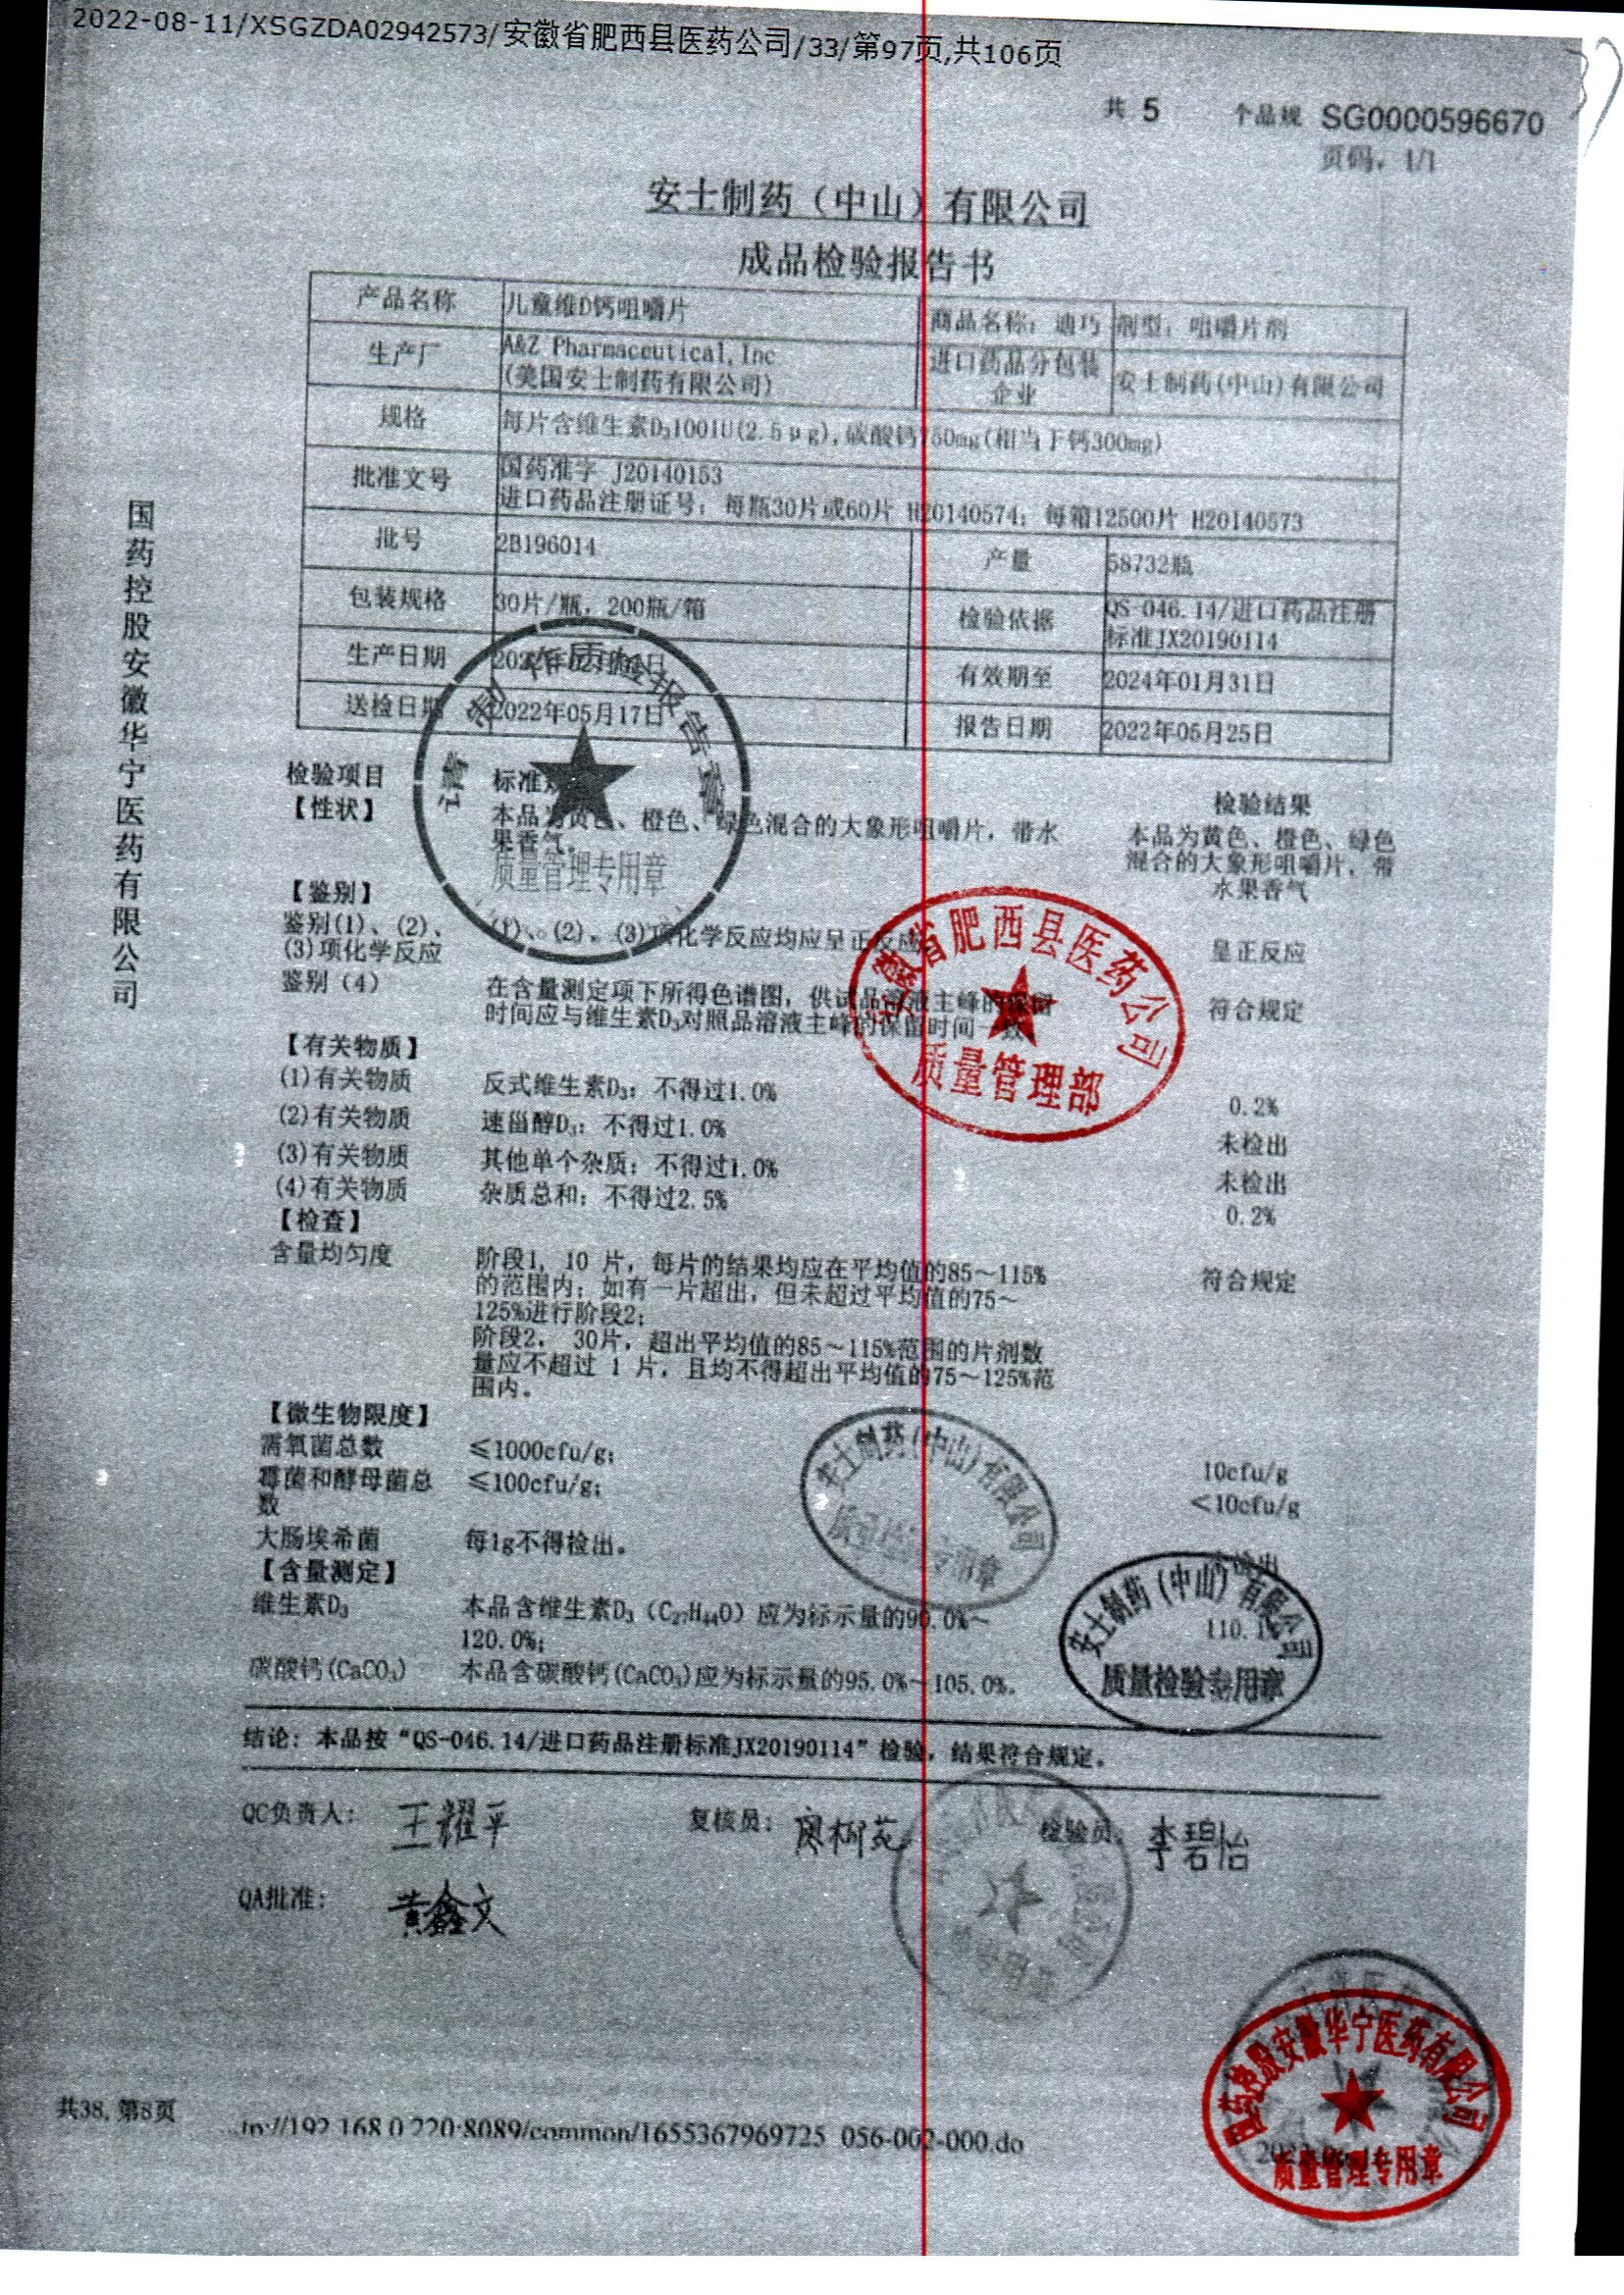 2022-08-11/XSGZDA02942573/安徽省肥西县医药公司/33/第97页,共106页
共 5 个品规 SG0000596670
页码：1/1
安士制药（中山）有限公司
成品检验报告书
产品名称 儿童维D钙咀嚼片 商品名称：迪巧 剂型：咀嚼片剂
生产厂 A&Z Pharmaceutical,Inc
(美国安士制药有限公司) 进口药品分包装
企业 安士制药(中山)有限公司
规格 每片含维生素D₃100IU(2.5μg),碳酸钙750mg(相当于钙300mg)
批准文号 国药准字 J20140153
进口药品注册证号：每瓶30片或60片 H20140574；每箱12500片 H20140573
批号 2B196014 产量 58732瓶
包装规格 30片/瓶，200瓶/箱 检验依据 QS-046.14/进口药品注册
标准JX20190114
生产日期 有效期至 2024年01月31日
送检日期 2022年05月17日 报告日期 2022年05月25日
国药控股安徽华宁医药有限公司
检验项目 标准 检验结果
【性状】 本品为黄色、橙色、绿色混合的大象形咀嚼片，带水
果香气。
本品为黄色、橙色、绿色
混合的大象形咀嚼片，带
水果香气
质量管理专用章
【鉴别】
鉴别(1)、(2)、
(3)项化学反应 (1)、(2)、(3)项化学反应均应呈正反应 呈正反应
鉴别（4） 在含量测定项下所得色谱图，供试品溶液主峰的保留
时间应与维生素D₃对照品溶液主峰的保留时间一致 符合规定
安徽省肥西县医药公司
质量管理部
【有关物质】
(1)有关物质 反式维生素D₃：不得过1.0% 0.2%
(2)有关物质 速甾醇D₃：不得过1.0% 未检出
(3)有关物质 其他单个杂质：不得过1.0% 未检出
(4)有关物质 杂质总和：不得过2.5% 0.2%
【检查】
含量均匀度 阶段1，10 片，每片的结果均应在平均值的85～115%
的范围内；如有一片超出，但未超过平均值的75～
125%进行阶段2；
阶段2， 30片，超出平均值的85～115%范围的片剂数
量应不超过 1 片，且均不得超出平均值的75～125%范
围内。
符合规定
【微生物限度】
需氧菌总数 ≤1000cfu/g； 10cfu/g
霉菌和酵母菌总
数 ≤100cfu/g； <10cfu/g
大肠埃希菌 每1g不得检出。
安士制药(中山)有限公司
【含量测定】
维生素D₃ 本品含维生素D₃（C₂₇H₄₄O）应为标示量的90.0%～
120.0%；
110.1
碳酸钙(CaCO₃) 本品含碳酸钙(CaCO₃)应为标示量的95.0%～105.0%。
安士制药（中山）有限公司
质量检验专用章
结论：本品按“QS-046.14/进口药品注册标准JX20190114”检验，结果符合规定。
QC负责人： 王耀平 复核员： 廖柳苑 检验员： 李碧怡
QA批准： 黄鑫文
国药控股安徽华宁医药有限公司
质量管理专用章
共38, 第8页
//192.168.0.220:8089/common/1655367969725_056-002-000.do